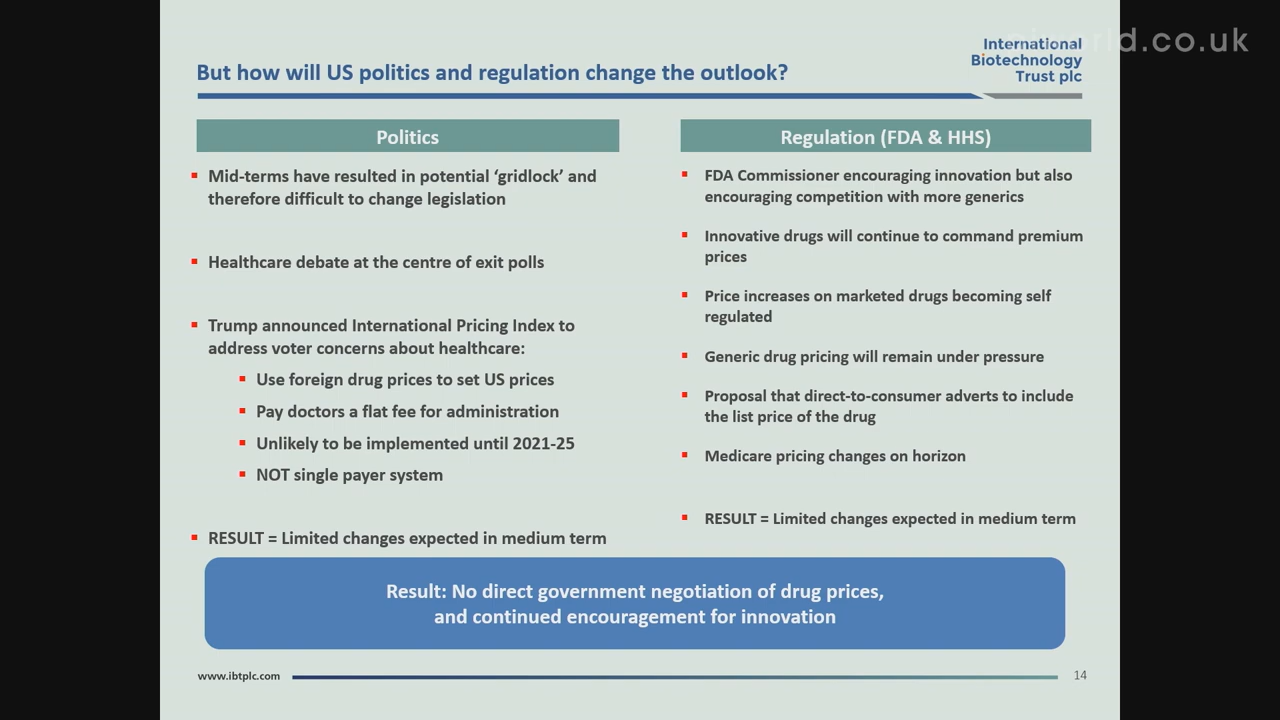 But how will US politics and regulation change the outlook?
International
Biotechnology
Trust plc
rld.co.uk
Politics
Mid-terms have resulted in potential ‘gridlock’ and
therefore difficult to change legislation
Healthcare debate at the centre of exit polls
Trump announced International Pricing Index to
address voter concerns about healthcare:
Use foreign drug prices to set US prices
Pay doctors a flat fee for administration
Unlikely to be implemented until 2021-25
NOT single payer system
RESULT = Limited changes expected in medium term
Regulation (FDA & HHS)
FDA Commissioner encouraging innovation but also
encouraging competition with more generics
Innovative drugs will continue to command premium
prices
Price increases on marketed drugs becoming self
regulated
Generic drug pricing will remain under pressure
Proposal that direct-to-consumer adverts to include
the list price of the drug
Medicare pricing changes on horizon
RESULT = Limited changes expected in medium term
Result: No direct government negotiation of drug prices,
and continued encouragement for innovation
www.ibtplc.com
14